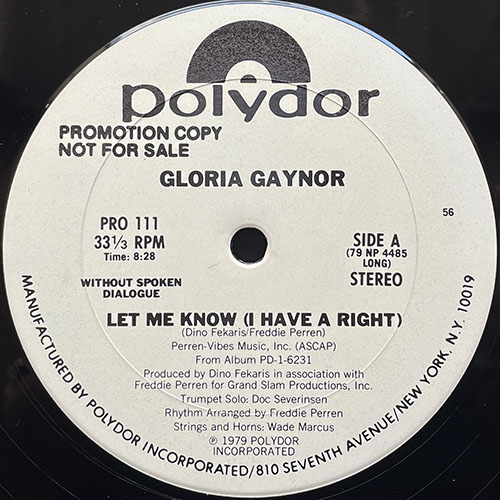 polydor
PROMOTION COPY
NOT FOR SALE
GLORIA GAYNOR
56
PRO 111
33 1/3 RPM
Time: 8:28
SIDE A
(79 NP 4485
LONG)
STEREO
WITHOUT SPOKEN
DIALOGUE
LET ME KNOW (I HAVE A RIGHT)
(Dino Fekaris/Freddie Perren)
Perren-Vibes Music, Inc. (ASCAP)
From Album PD-1-6231
Produced by Dino Fekaris in association with
Freddie Perren for Grand Slam Productions, Inc.
Trumpet Solo: Doc Severinsen
Rhythm Arranged by Freddie Perren
Strings and Horns: Wade Marcus
℗ 1979 POLYDOR
INCORPORATED
MANUFACTURED BY POLYDOR INCORPORATED/810 SEVENTH AVENUE/NEW YORK, N.Y. 10019